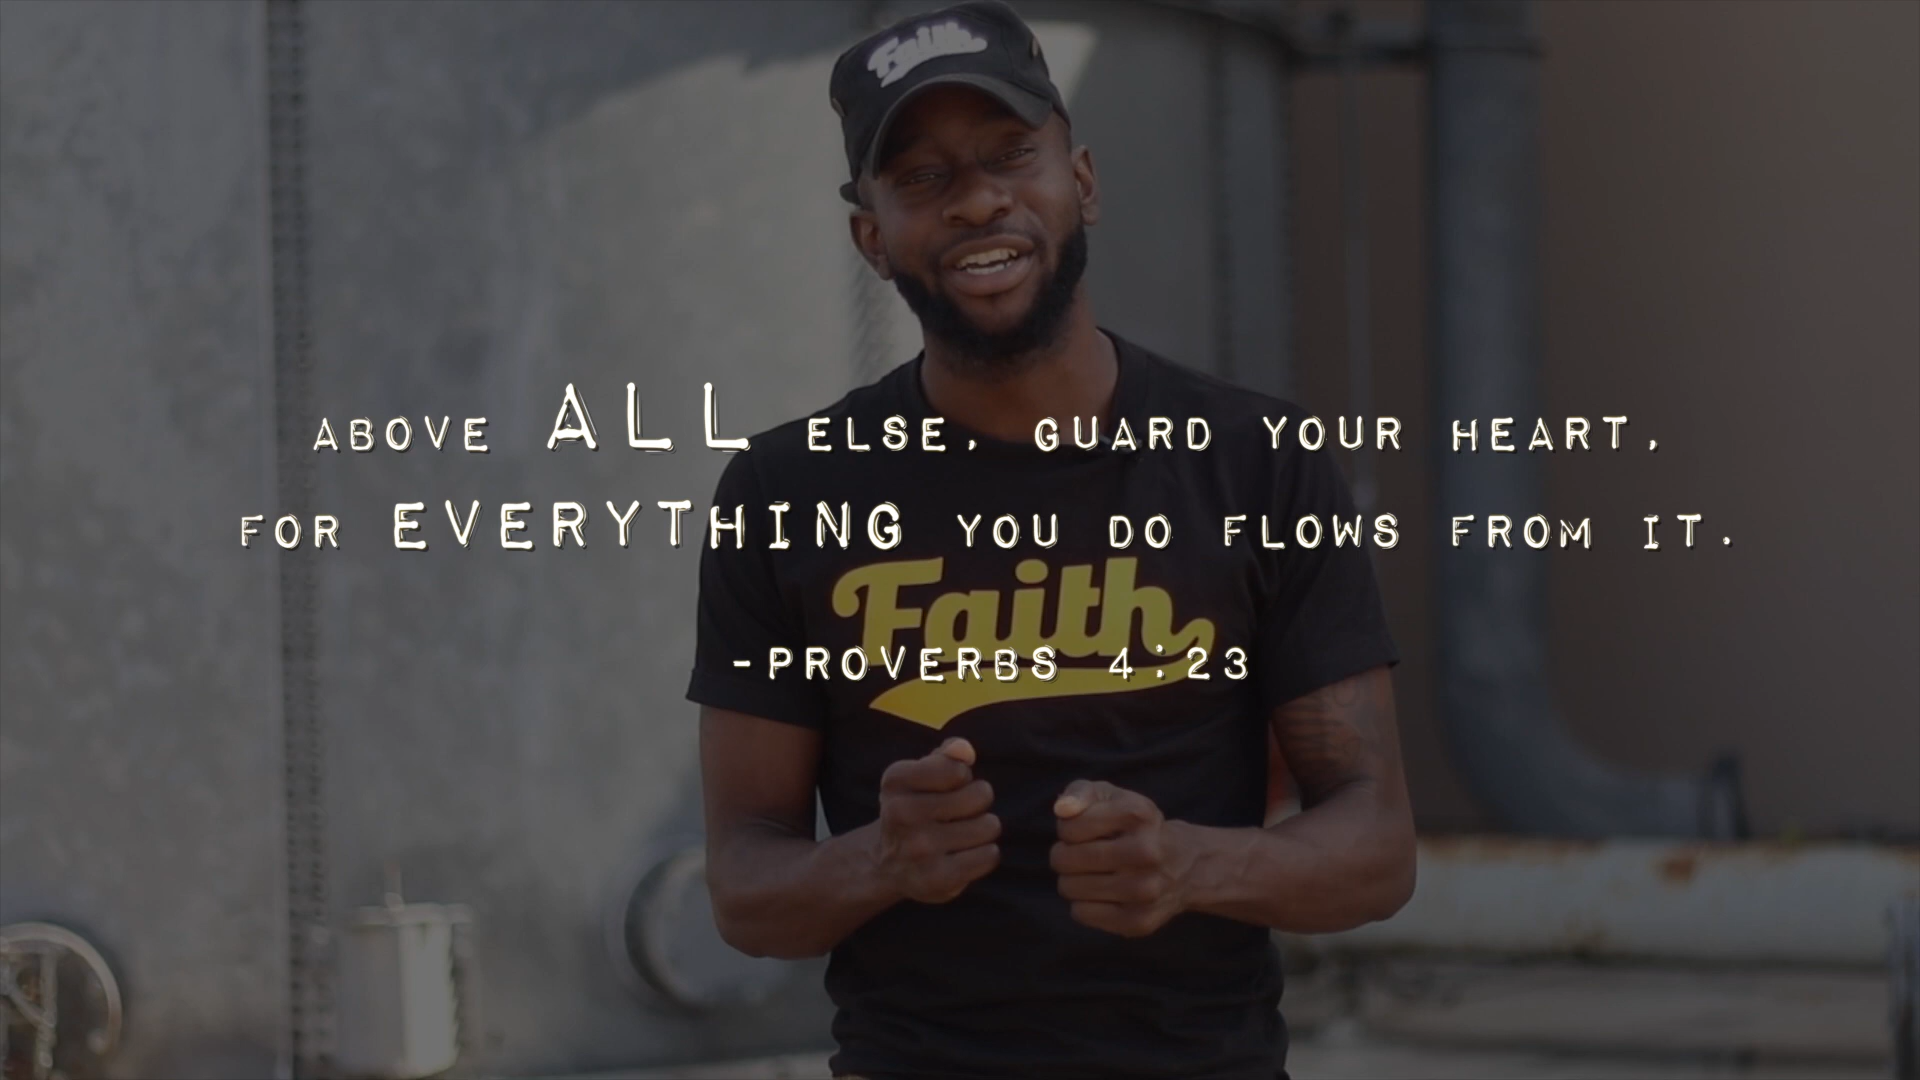 Faith
ABOVE ALL ELSE, GUARD YOUR HEART,
FOR EVERYTHING YOU DO FLOWS FROM IT.
Faith
-PROVERBS 4:23